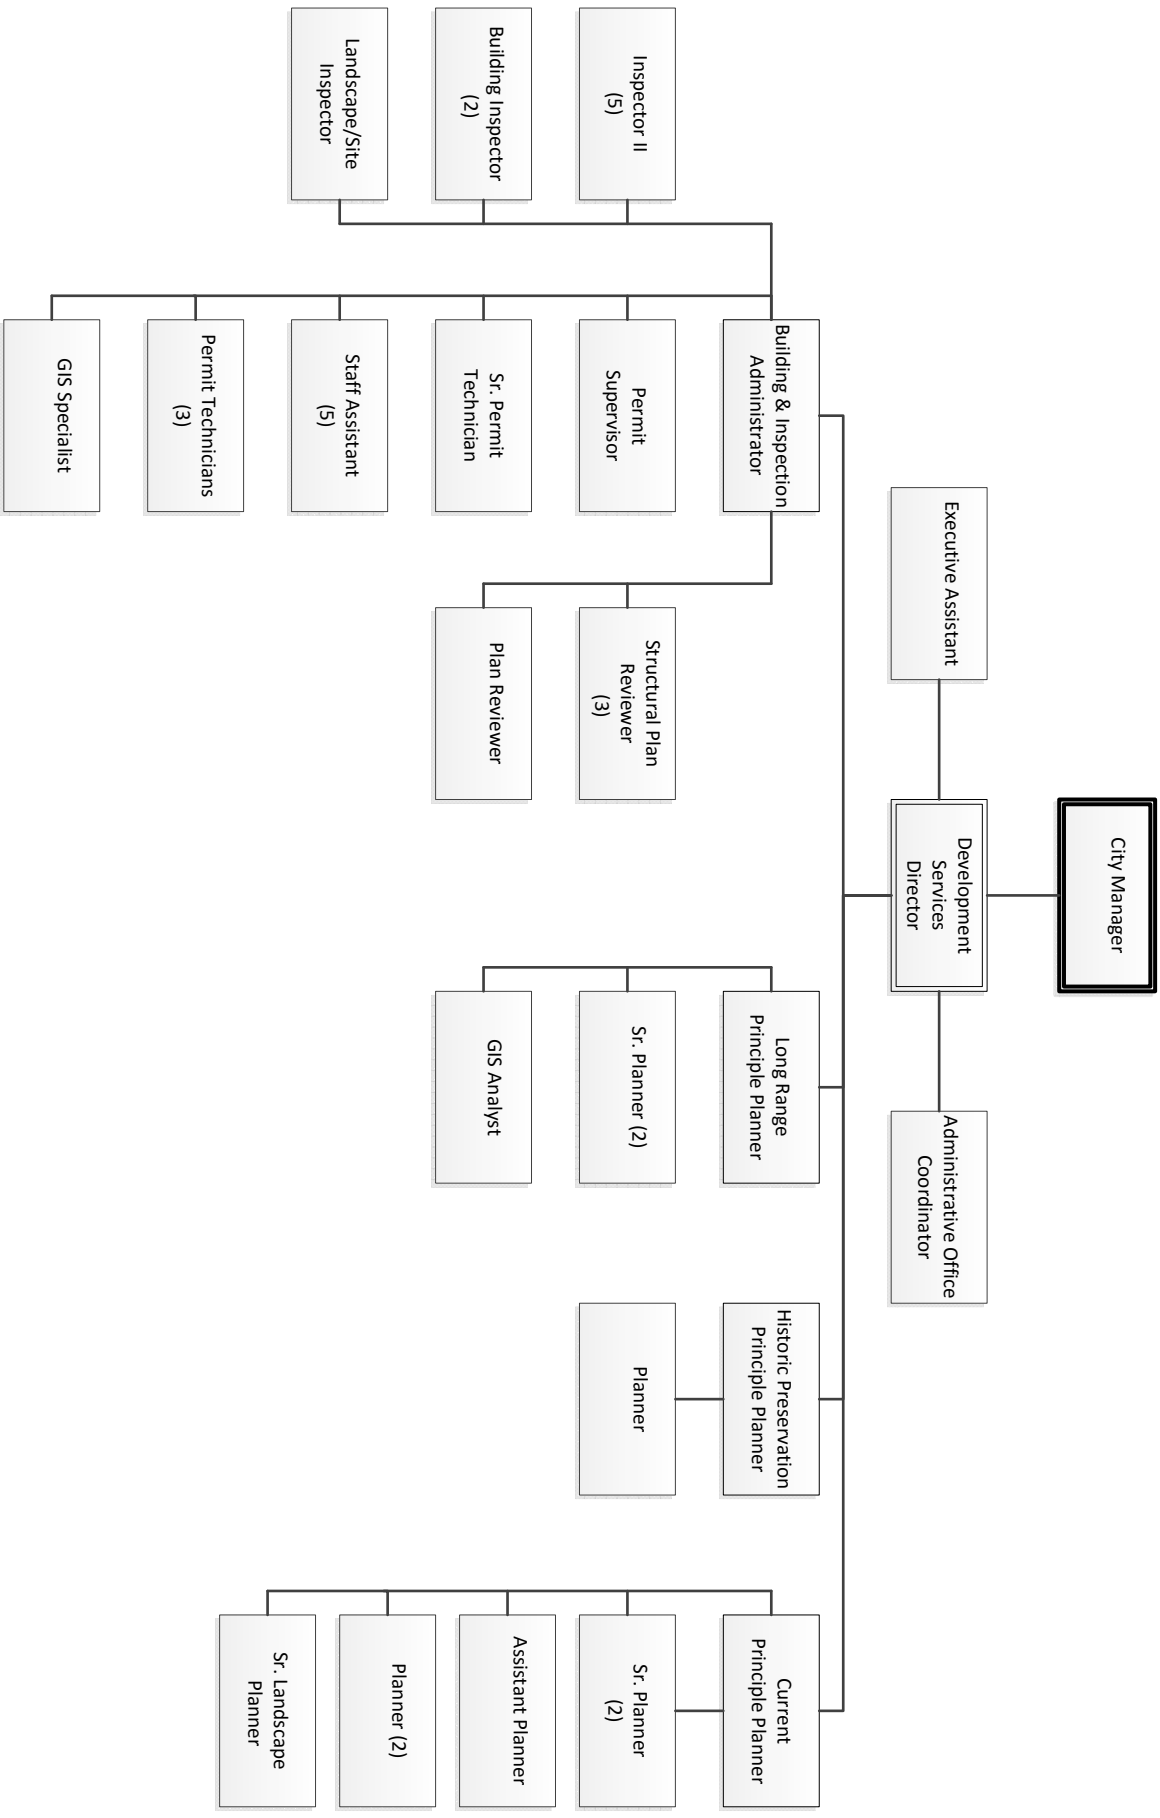 City Manager
Executive Assistant
Development
Services
Director
Administrative Office
Coordinator
Building & Inspection
Administrator
Long Range
Principle Planner
Historic Preservation
Principle Planner
Current
Principle Planner
Inspector II
(5)
Building Inspector
(2)
Landscape/Site
Inspector
Permit
Supervisor
Sr. Permit
Technician
Staff Assistant
(5)
Permit Technicians
(3)
GIS Specialist
Structural Plan
Reviewer
(3)
Plan Reviewer
Sr. Planner (2)
GIS Analyst
Planner
Sr. Planner
(2)
Assistant Planner
Planner (2)
Sr. Landscape
Planner